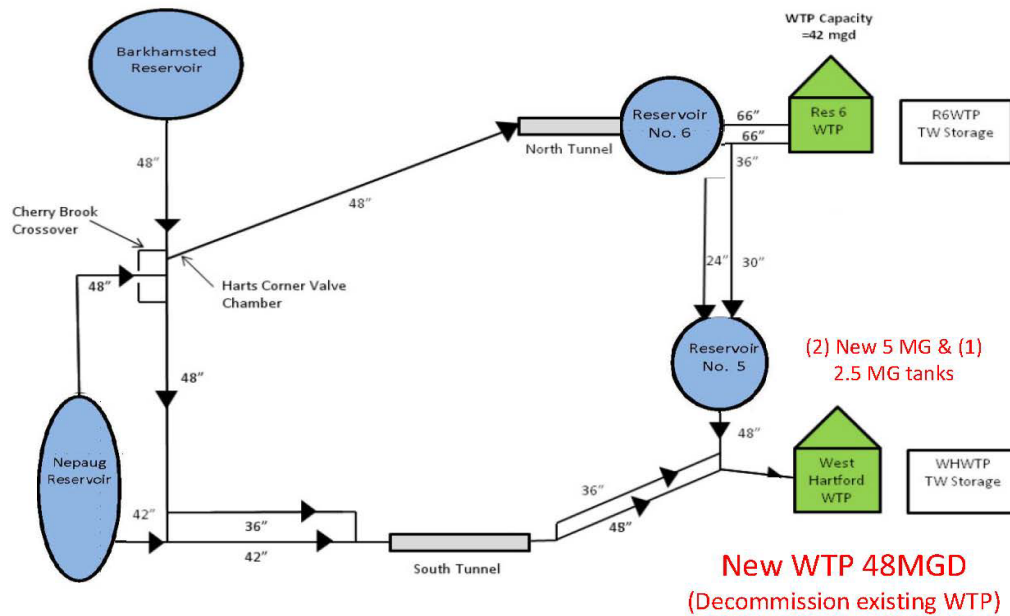 WTP Capacity
=42 mgd
Barkhamsted
Reservoir
Reservoir
No. 6
66”
66”
36”
Res 6
WTP
R6WTP
TW Storage
North Tunnel
48”
48”
Cherry Brook
Crossover
48”
Harts Corner Valve
Chamber
24”
30”
Reservoir
No. 5
(2) New 5 MG & (1)
2.5 MG tanks
48”
48”
Nepaug
Reservoir
West
Hartford
WTP
WHWTP
TW Storage
42”
36”
42”
36”
48”
South Tunnel
New WTP 48MGD
(Decommission existing WTP)